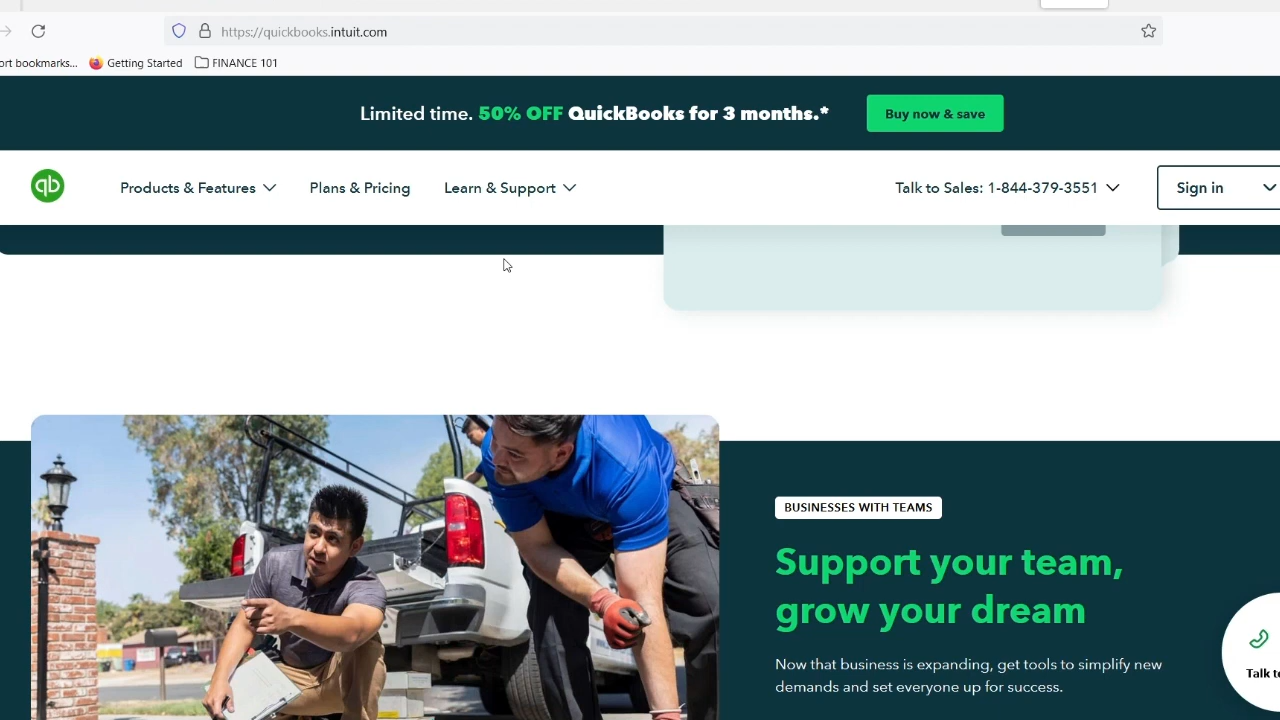 https://quickbooks.intuit.com
ort bookmarks...
Getting Started
FINANCE 101
Limited time. 50% OFF QuickBooks for 3 months.*
Buy now & save
qb
Products & Features
Plans & Pricing
Learn & Support
Talk to Sales: 1-844-379-3551
Sign in
BUSINESSES WITH TEAMS
Support your team,
grow your dream
Now that business is expanding, get tools to simplify new
demands and set everyone up for success.
Talk